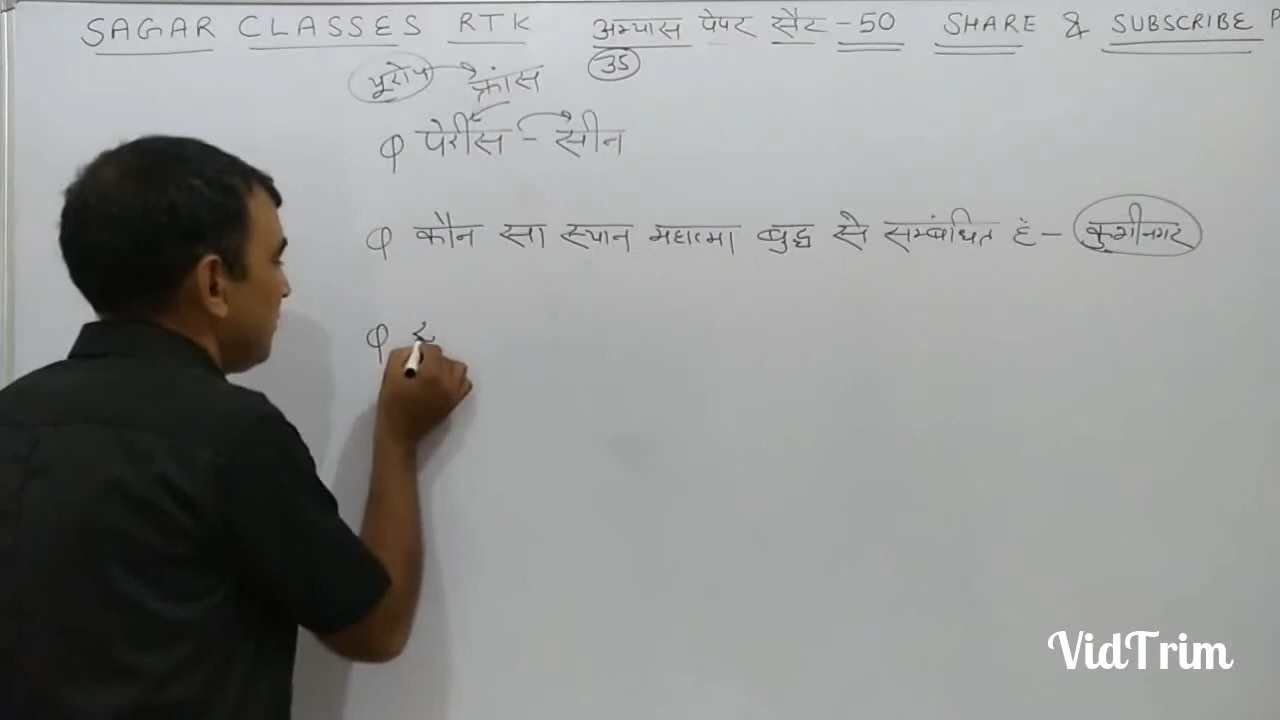 SAGAR CLASSES RTK अभ्यास पेपर सैट - 50 SHARE & SUBSCRIBE P
35
यूरोप → फ्रांस
Q पेरीस - सीन
Q कौन सा स्थान महात्मा बुद्ध से सम्बंधित है - कुशीनगर
Q
VidTrim